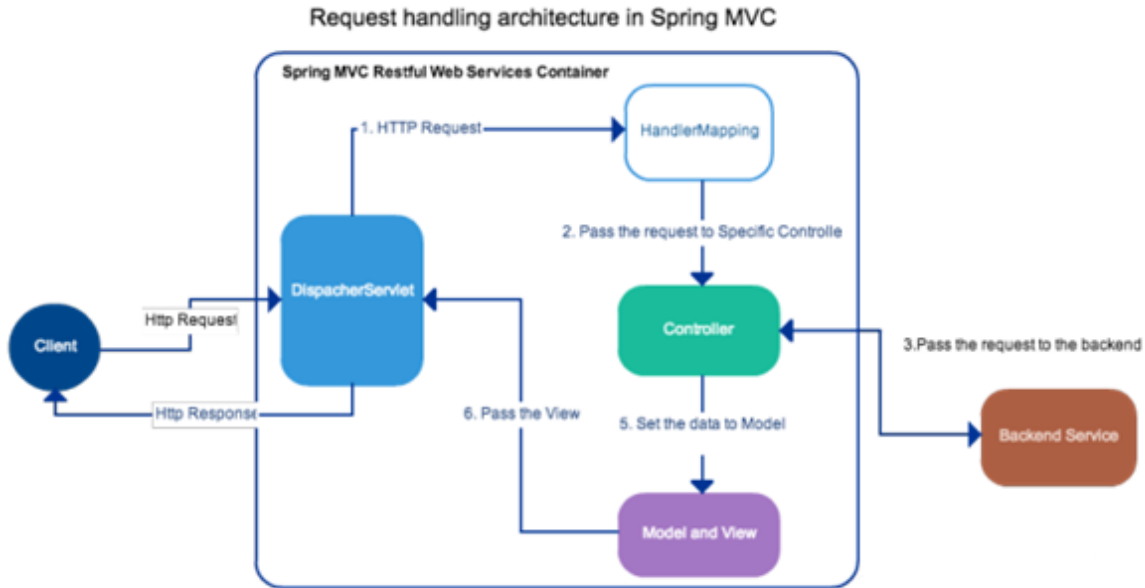 Request handling architecture in Spring MVC
Spring MVC Restful Web Services Container
1. HTTP Request
HandlerMapping
2. Pass the request to Specific Controlle
DispacherServlet
Http Request
Client
Controller
3.Pass the request to the backend
Http Response
6. Pass the View
5. Set the data to Model
Backend Service
Model and View